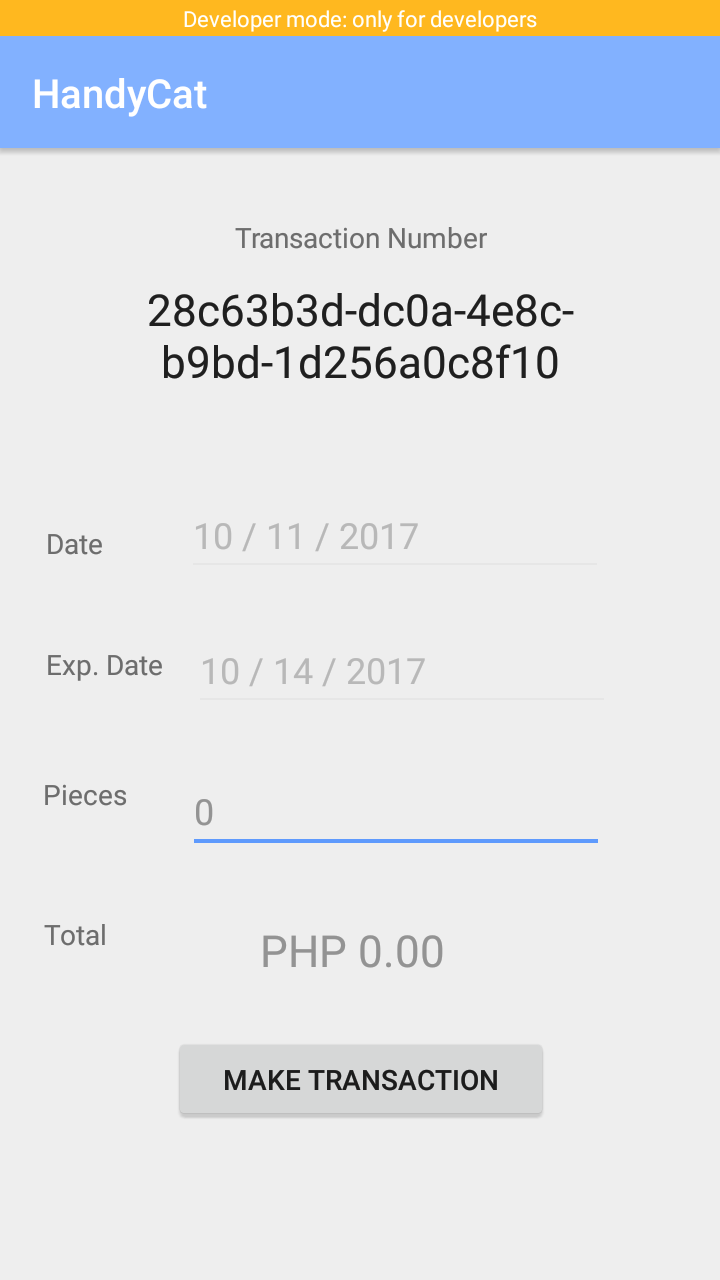 Developer mode: only for developers
HandyCat
Transaction Number
28c63b3d-dc0a-4e8c-
b9bd-1d256a0c8f10
Date 10 / 11 / 2017
Exp. Date 10 / 14 / 2017
Pieces 0
Total PHP 0.00
MAKE TRANSACTION